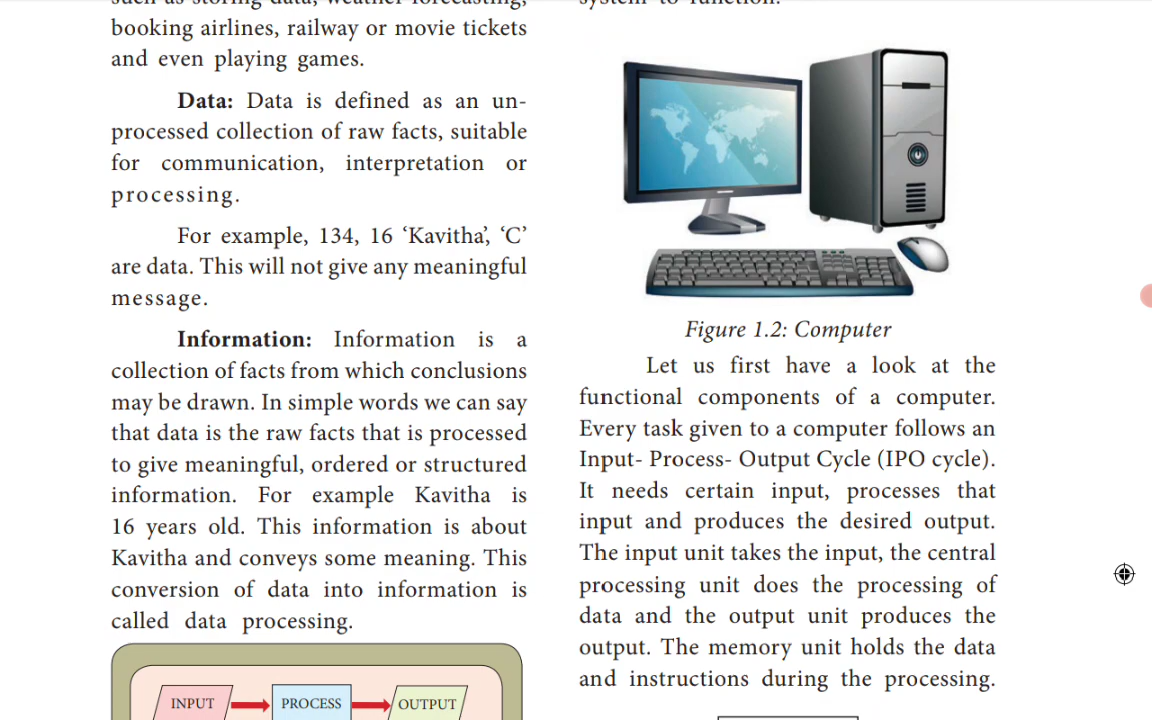 such as storing data, weather forecasting,
booking airlines, railway or movie tickets
and even playing games.
Data: Data is defined as an un-
processed collection of raw facts, suitable
for communication, interpretation or
processing.
For example, 134, 16 ‘Kavitha’, ‘C’
are data. This will not give any meaningful
message.
Information: Information is a
collection of facts from which conclusions
may be drawn. In simple words we can say
that data is the raw facts that is processed
to give meaningful, ordered or structured
information. For example Kavitha is
16 years old. This information is about
Kavitha and conveys some meaning. This
conversion of data into information is
called data processing.
INPUT PROCESS OUTPUT
system to function.
Figure 1.2: Computer
Let us first have a look at the
functional components of a computer.
Every task given to a computer follows an
Input- Process- Output Cycle (IPO cycle).
It needs certain input, processes that
input and produces the desired output.
The input unit takes the input, the central
processing unit does the processing of
data and the output unit produces the
output. The memory unit holds the data
and instructions during the processing.